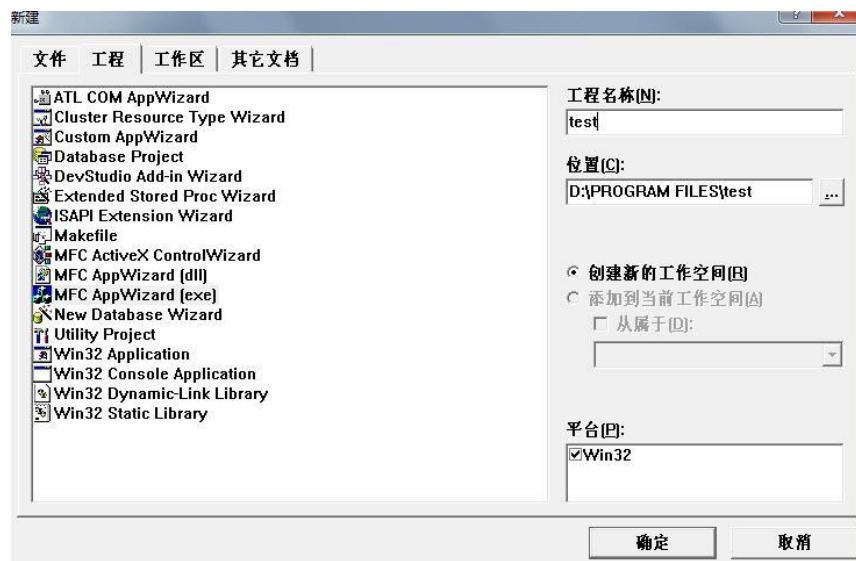 新建
文件 工程 工作区 其它文档
ATL COM AppWizard
Cluster Resource Type Wizard
Custom AppWizard
Database Project
DevStudio Add-in Wizard
Extended Stored Proc Wizard
ISAPI Extension Wizard
Makefile
MFC ActiveX ControlWizard
MFC AppWizard (dll)
MFC AppWizard (exe)
New Database Wizard
Utility Project
Win32 Application
Win32 Console Application
Win32 Dynamic-Link Library
Win32 Static Library
工程名称(N):
test
位置(C):
D:\PROGRAM FILES\test
...
创建新的工作空间(R)
添加到当前工作空间(A)
从属于(D):
平台(P):
Win32
确定 取消